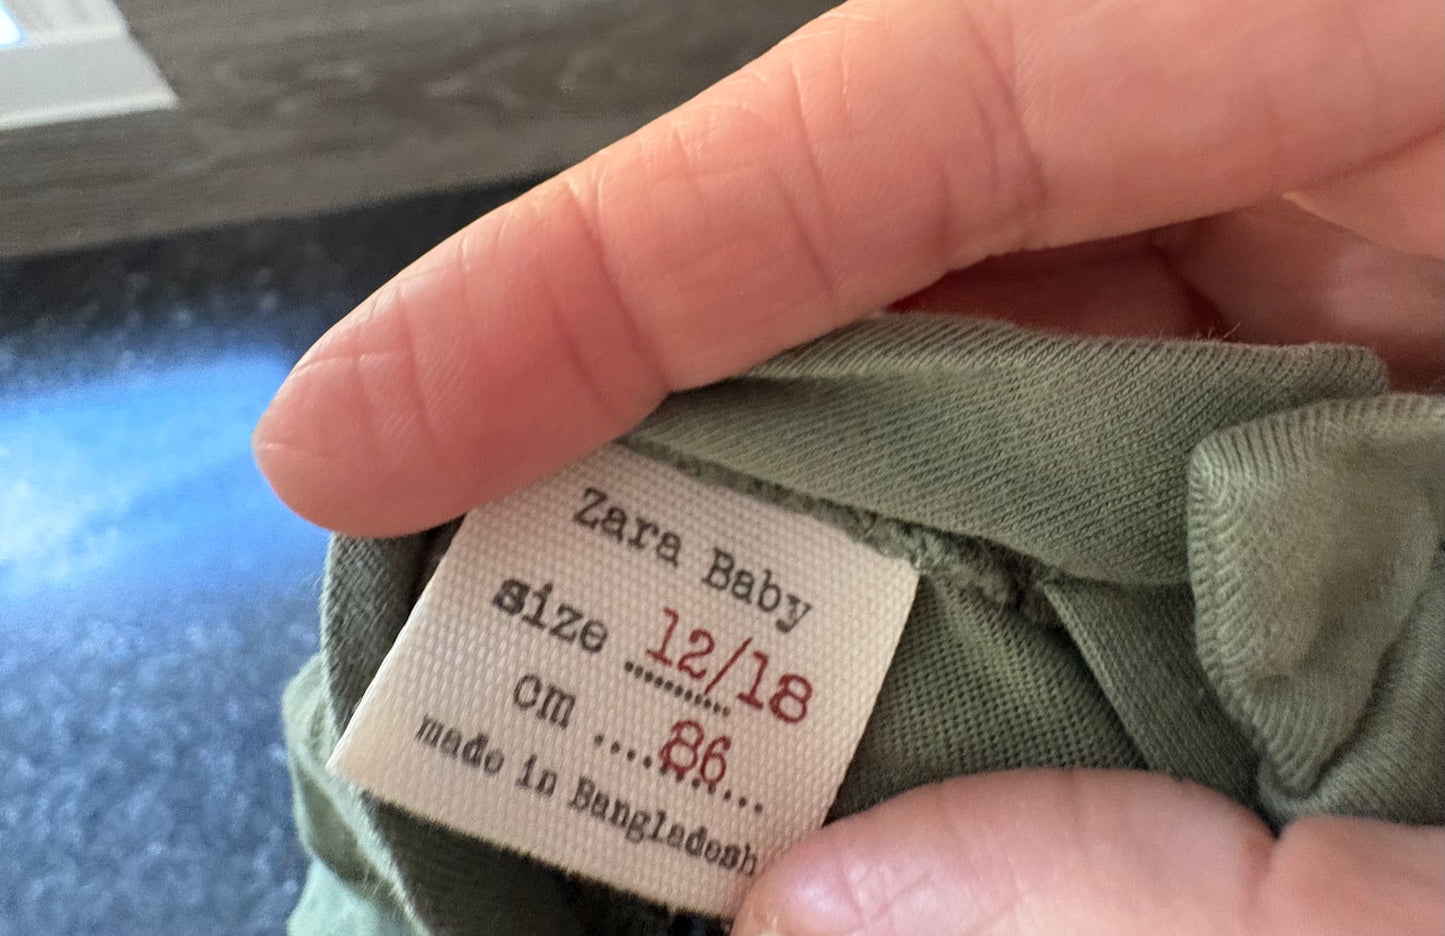 Zara Baby
size ..........12/18
cm ....86...
made in Bangladesh